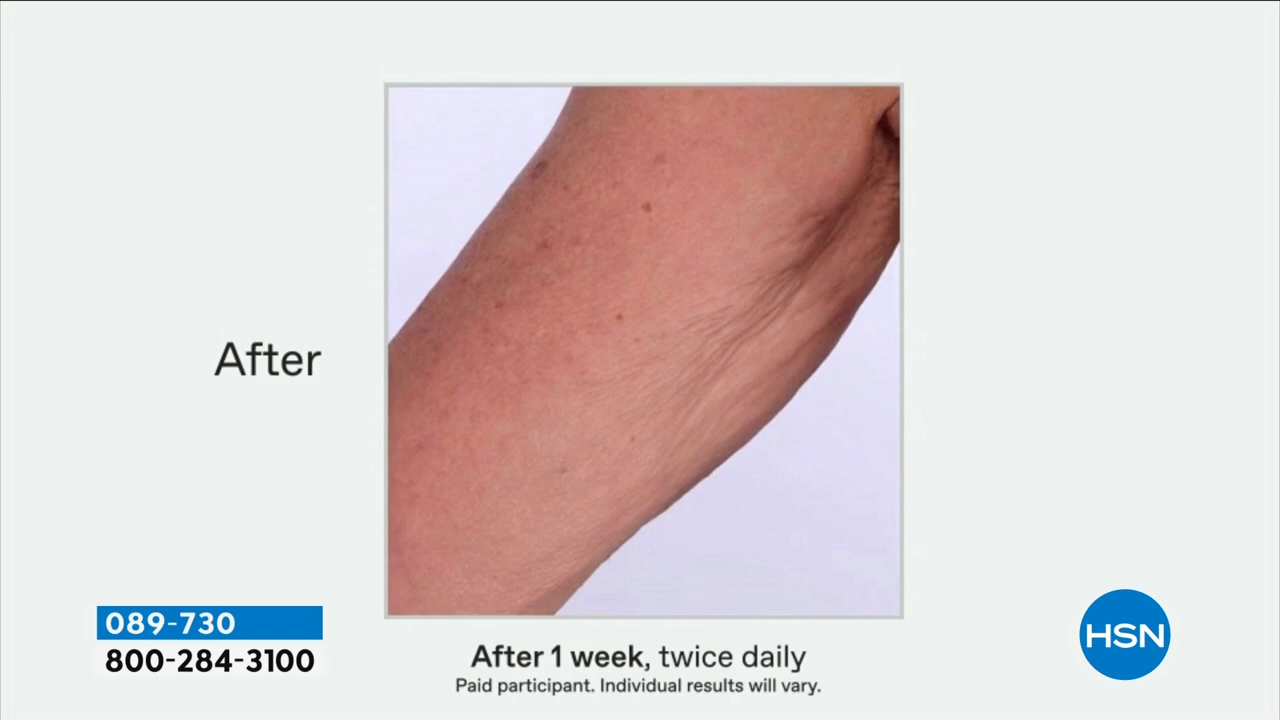 After
089-730
800-284-3100
After 1 week, twice daily
Paid participant. Individual results will vary.
HSN